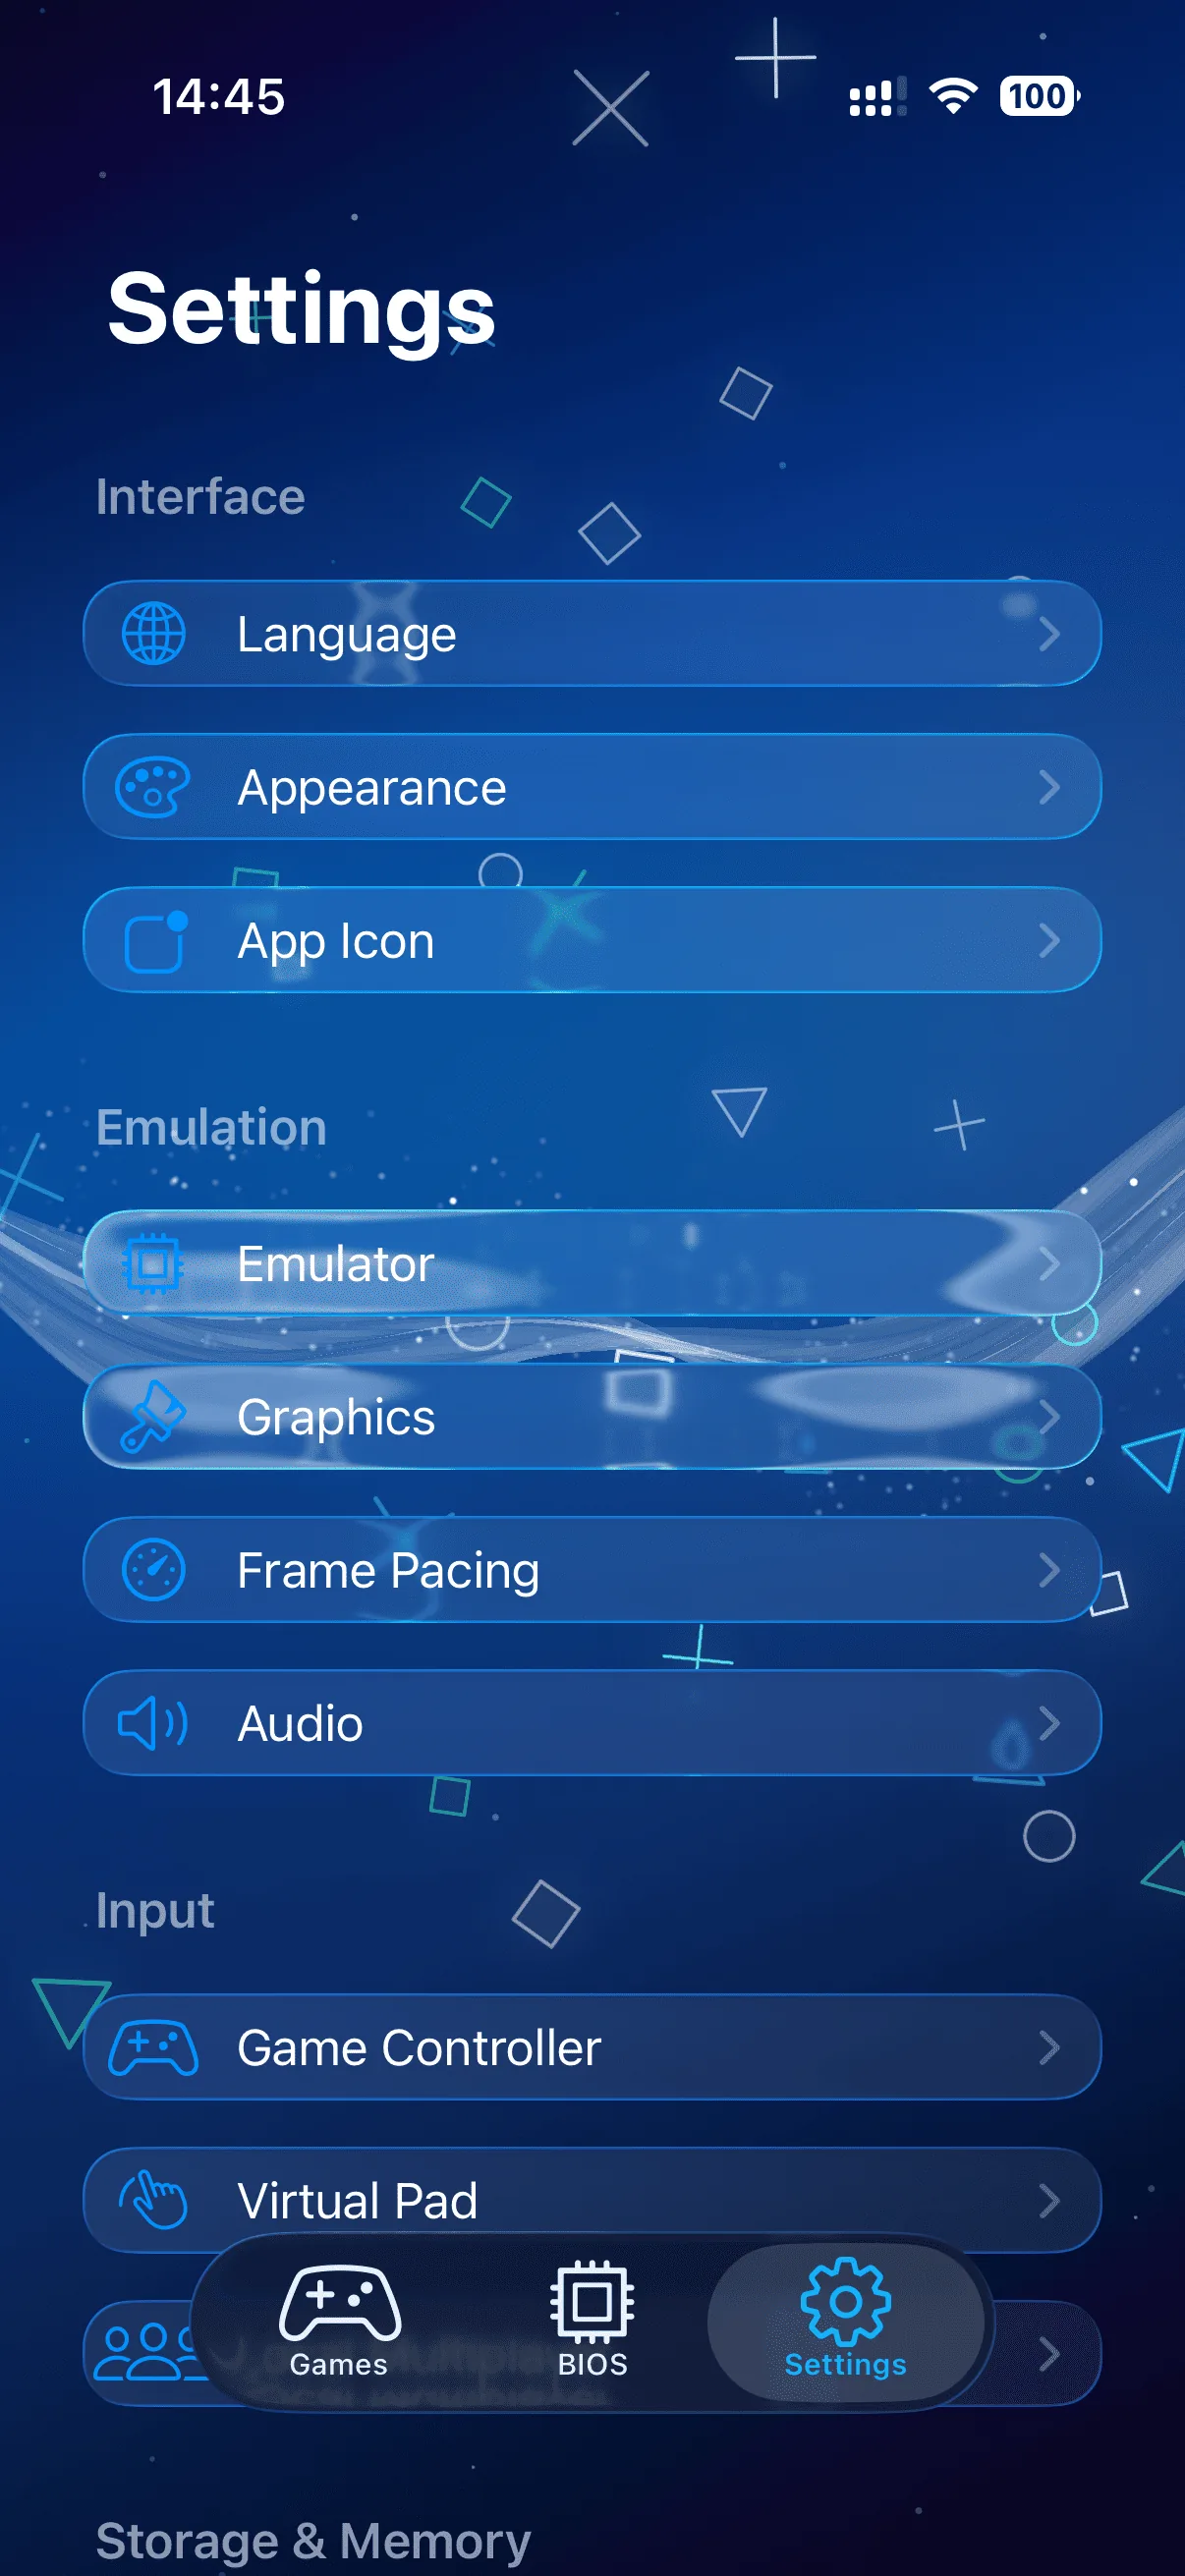 14:45
100
Settings
Interface
Language
Appearance
App Icon
Emulation
Emulator
Graphics
Frame Pacing
Audio
Input
Game Controller
Virtual Pad
Games
BIOS
Settings
Storage & Memory